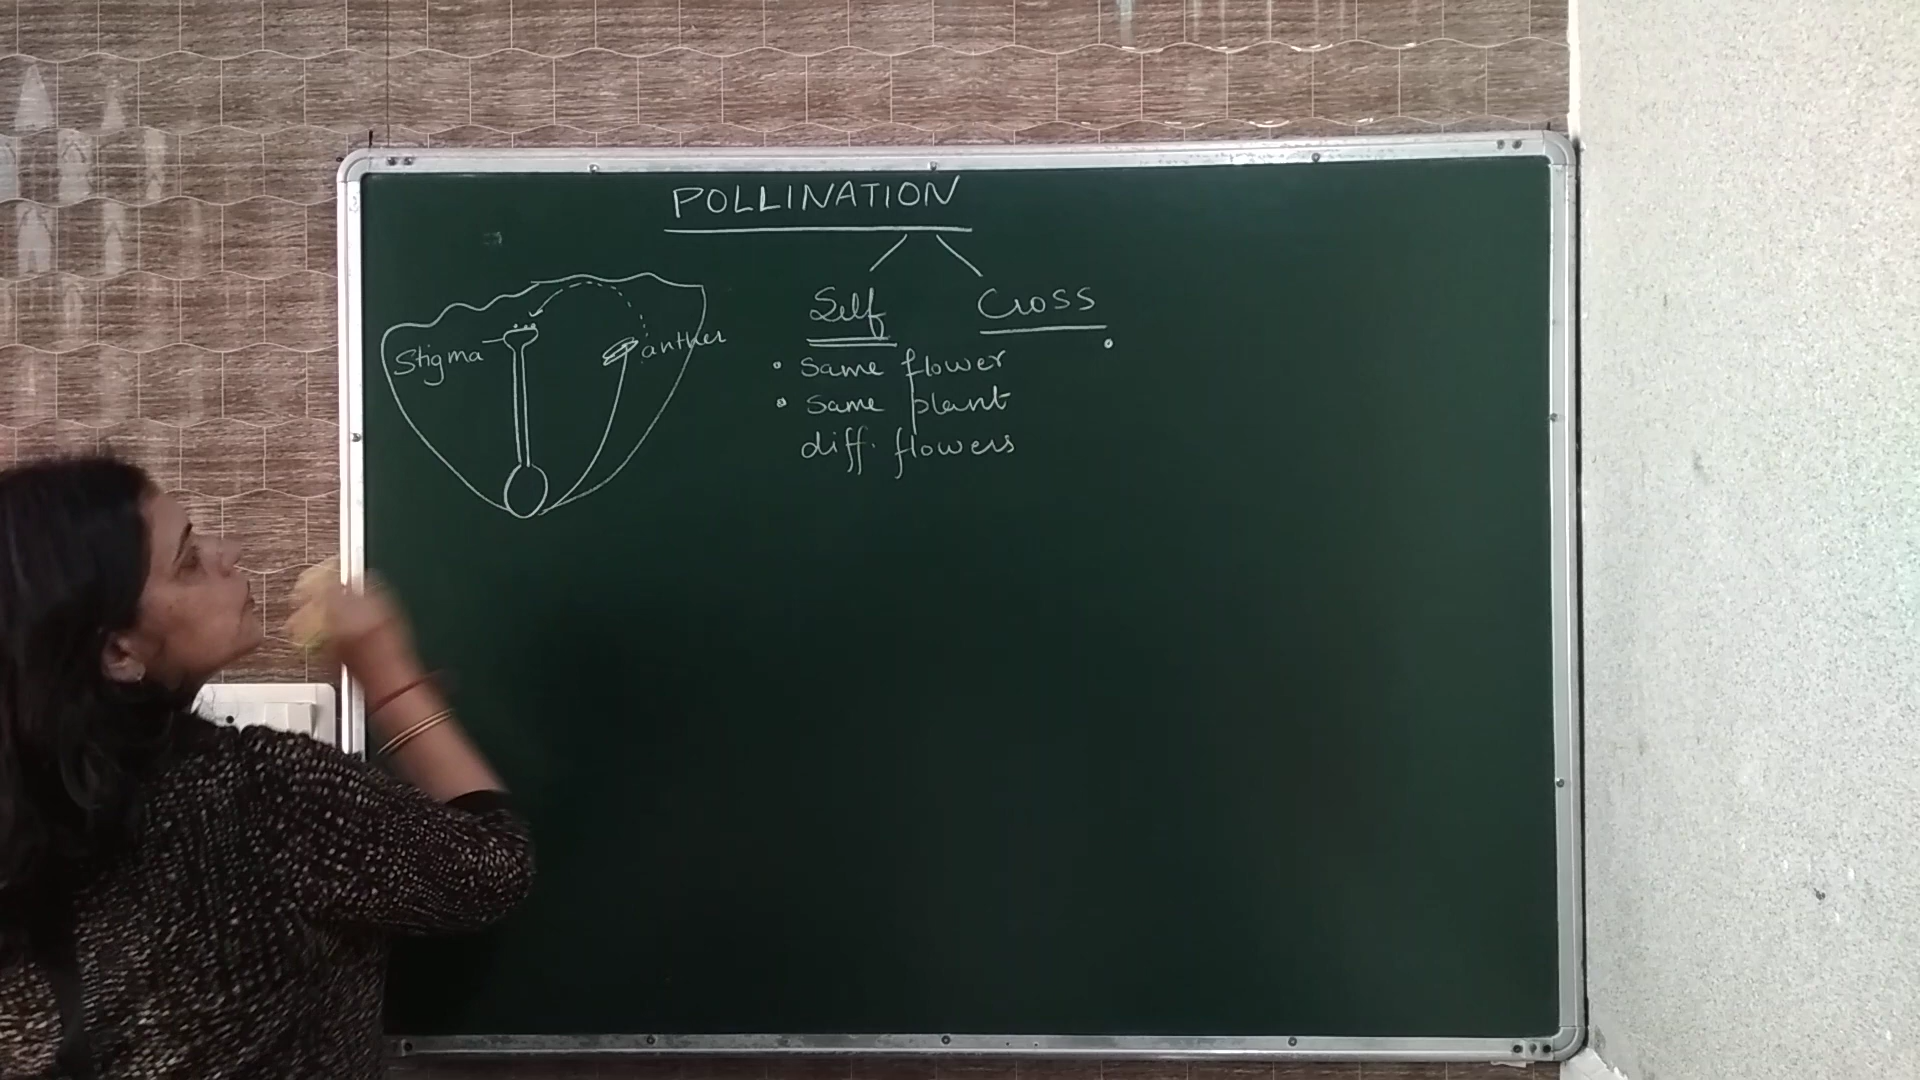 POLLINATION
Self
Cross
Stigma
anther
• Same flower
• Same plant
diff. flowers
•